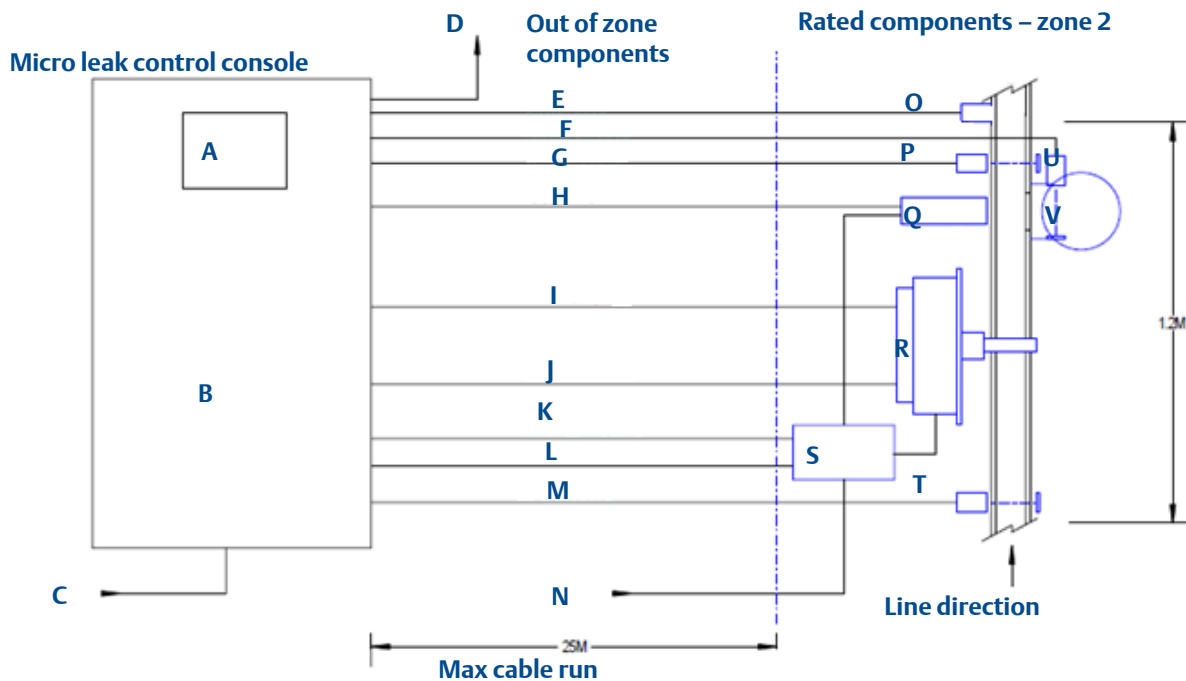 D
Out of zone
components
Rated components – zone 2
Micro leak control console
A
E
O
F
G
P
U
H
Q
V
I
1.2M
R
J
B
K
L
S
M
T
C
N
Line direction
25M
Max cable run